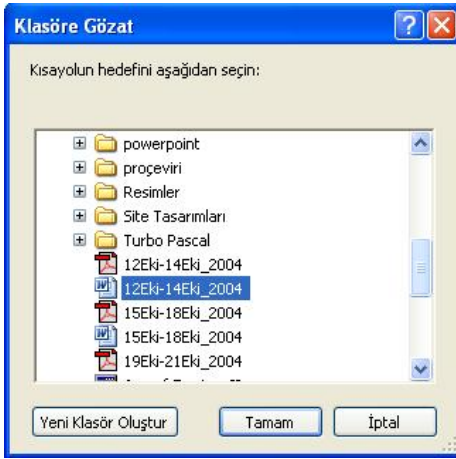 Klasöre Gözat
Kısayolun hedefini aşağıdan seçin:
powerpoint
proçeviri
Resimler
Site Tasarımları
Turbo Pascal
12Eki-14Eki_2004
12Eki-14Eki_2004
15Eki-18Eki_2004
15Eki-18Eki_2004
19Eki-21Eki_2004
Yeni Klasör Oluştur
Tamam
İptal